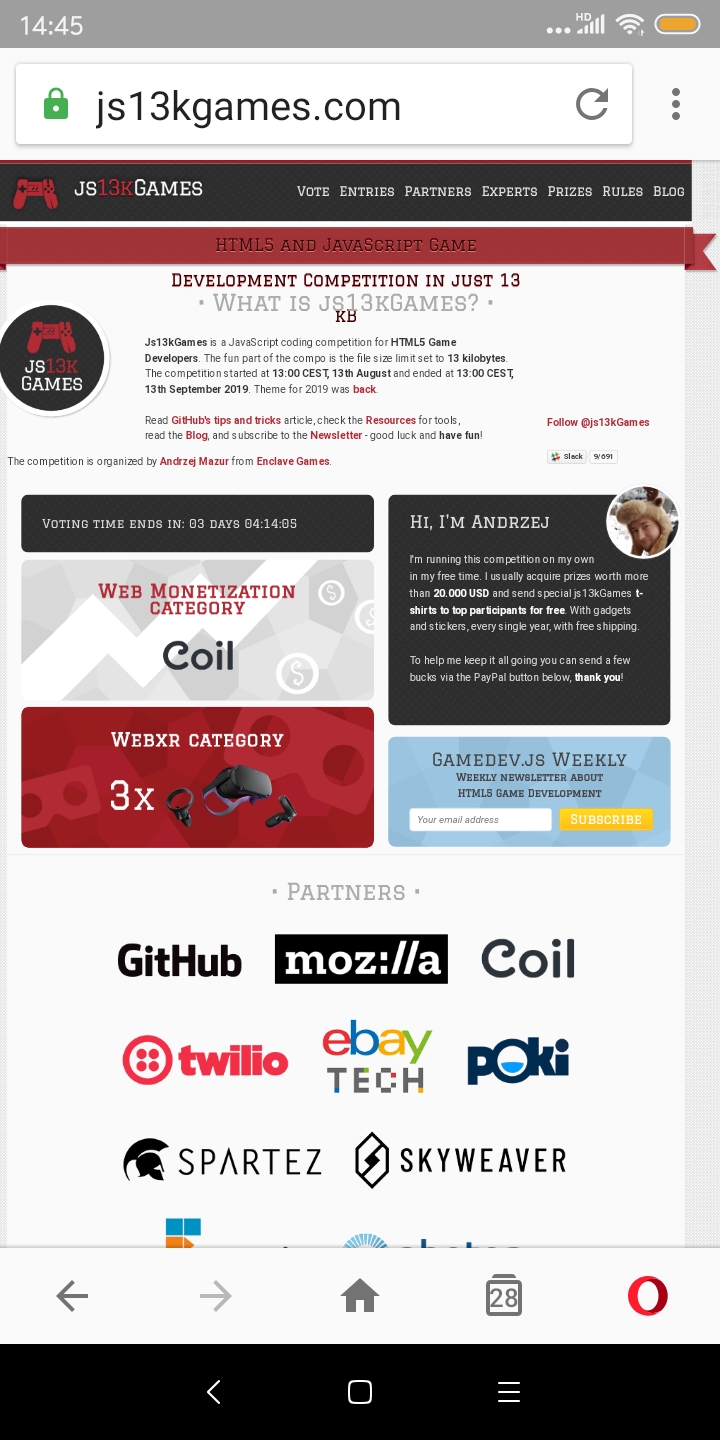 14:45
HD
js13kgames.com
JS13KGAMES
VOTE ENTRIES PARTNERS EXPERTS PRIZES RULES BLOG
HTML5 AND JAVASCRIPT GAME
DEVELOPMENT COMPETITION IN JUST 13
• WHAT IS JS13KGAMES? •
KB
JS13K
GAMES
Js13kGames is a JavaScript coding competition for HTML5 Game
Developers. The fun part of the compo is the file size limit set to 13 kilobytes.
The competition started at 13:00 CEST, 13th August and ended at 13:00 CEST,
13th September 2019. Theme for 2019 was back.
Read GitHub's tips and tricks article, check the Resources for tools,
read the Blog, and subscribe to the Newsletter - good luck and have fun!
Follow @js13kGames
Slack 9/691
The competition is organized by Andrzej Mazur from Enclave Games.
VOTING TIME ENDS IN: 03 DAYS 04:14:05
WEB MONETIZATION
CATEGORY
Coil
WEBXR CATEGORY
3x
HI, I'M ANDRZEJ
I'm running this competition on my own
in my free time. I usually acquire prizes worth more
than 20.000 USD and send special js13kGames t-
shirts to top participants for free. With gadgets
and stickers, every single year, with free shipping.
To help me keep it all going you can send a few
bucks via the PayPal button below, thank you!
GAMEDEV.JS WEEKLY
WEEKLY NEWSLETTER ABOUT
HTML5 GAME DEVELOPMENT
Your email address
SUBSCRIBE
• PARTNERS •
GitHub moz://a Coil
twilio ebay TECH poki
SPARTEZ SKYWEAVER
28